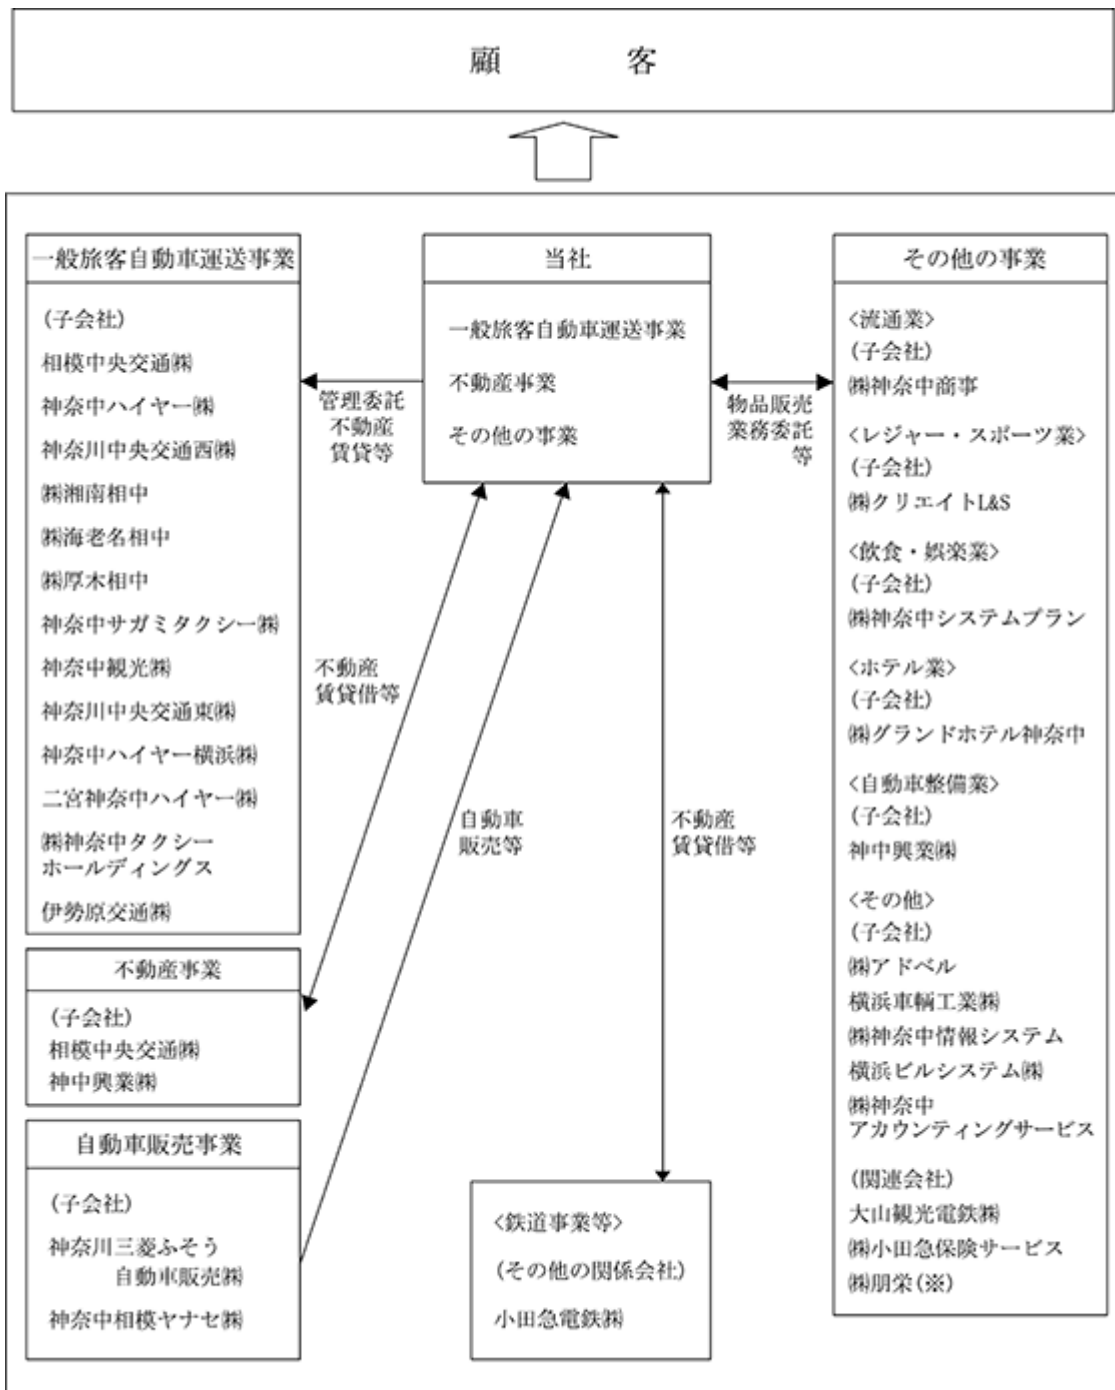 顧客
一般旅客自動車運送事業
(子会社)
相模中央交通㈱
神奈中ハイヤー㈱
神奈川中央交通西㈱
㈱湘南相中
㈱海老名相中
㈱厚木相中
神奈中サガミタクシー㈱
神奈中観光㈱
神奈川中央交通東㈱
神奈中ハイヤー横浜㈱
二宮神奈中ハイヤー㈱
㈱神奈中タクシー
ホールディングス
伊勢原交通㈱
不動産事業
(子会社)
相模中央交通㈱
神中興業㈱
自動車販売事業
(子会社)
神奈川三菱ふそう
自動車販売㈱
神奈中相模ヤナセ㈱
管理委託
不動産
賃貸等
当社
一般旅客自動車運送事業
不動産事業
その他の事業
物品販売
業務委託
等
不動産
賃貸借等
自動車
販売等
不動産
賃貸借等
<鉄道事業等>
(その他の関係会社)
小田急電鉄㈱
その他の事業
<流通業>
(子会社)
㈱神奈中商事
<レジャー・スポーツ業>
(子会社)
㈱クリエイトL&S
<飲食・娯楽業>
(子会社)
㈱神奈中システムプラン
<ホテル業>
(子会社)
㈱グランドホテル神奈中
<自動車整備業>
(子会社)
神中興業㈱
<その他>
(子会社)
㈱アドベル
横浜車輌工業㈱
㈱神奈中情報システム
横浜ビルシステム㈱
㈱神奈中
アカウンティングサービス
(関連会社)
大山観光電鉄㈱
㈱小田急保険サービス
㈱朋栄(※)